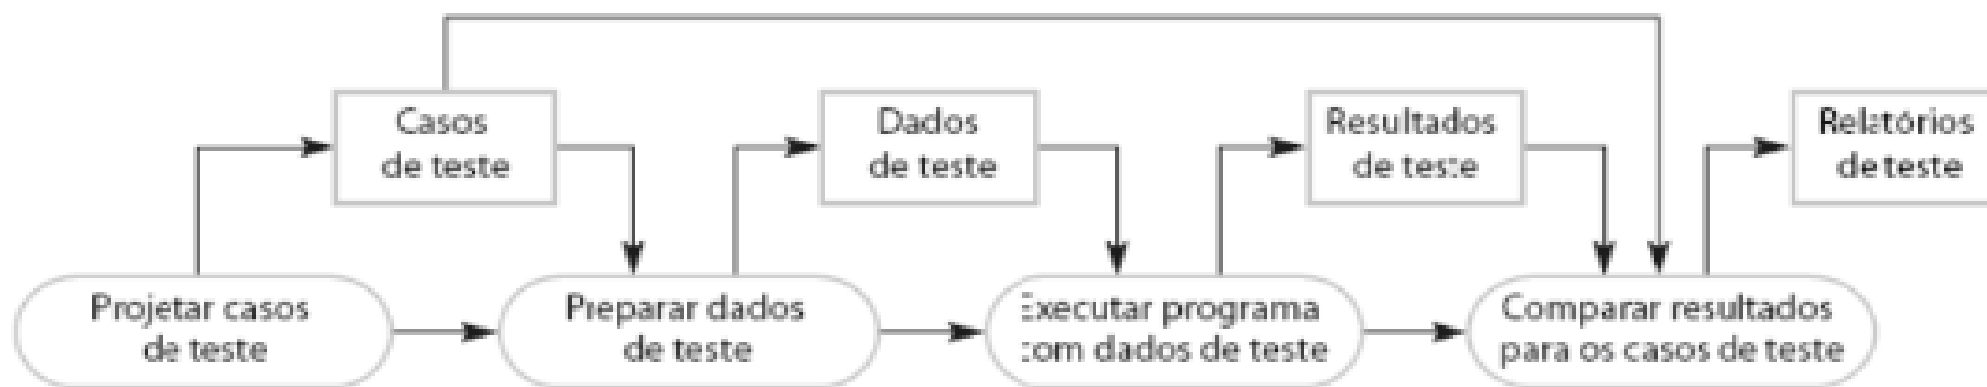 Casos
de teste
Dados
de teste
Resultados
de teste
Relatórios
de teste
Projetar casos
de teste
Preparar dados
de teste
Executar programa
com dados de teste
Comparar resultados
para os casos de teste